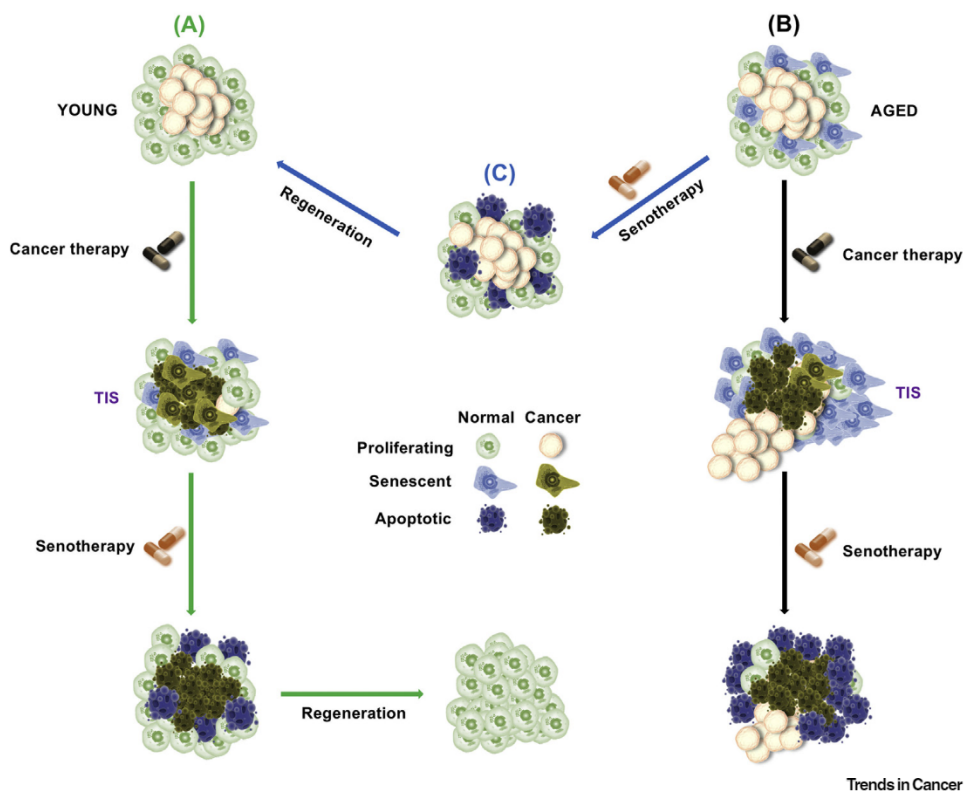 (A)
(B)
YOUNG
AGED
(C)
Regeneration
Senotherapy
Cancer therapy
Cancer therapy
TIS
TIS
Normal Cancer
Proliferating
Senescent
Apoptotic
Senotherapy
Senotherapy
Regeneration
Trends in Cancer